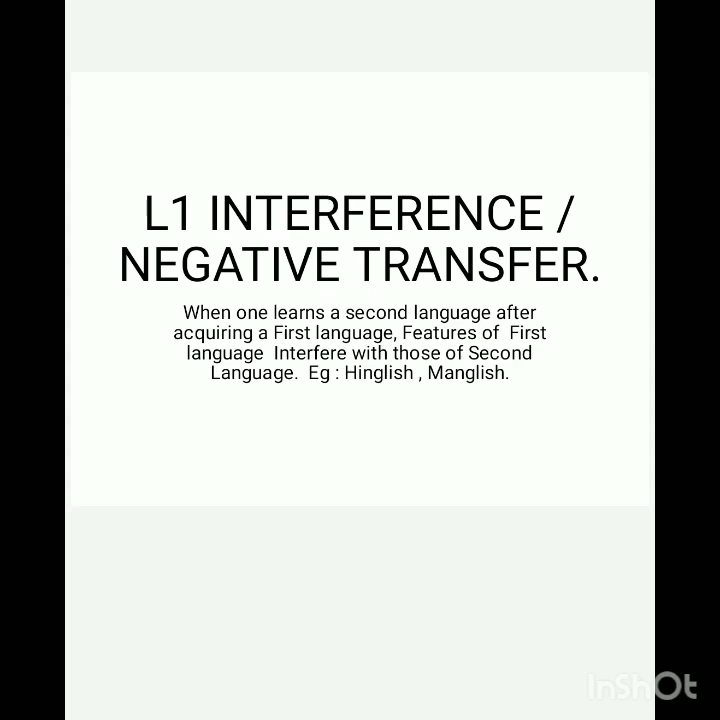 L1 INTERFERENCE /
NEGATIVE TRANSFER.
When one learns a second language after
acquiring a First language, Features of First
language Interfere with those of Second
Language. Eg : Hinglish , Manglish.
InShOt